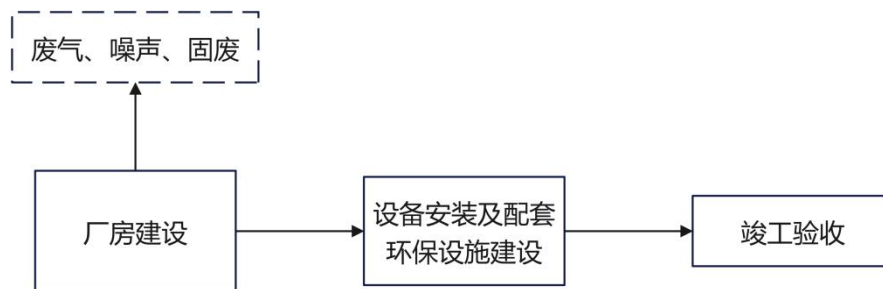 废气、噪声、固废
厂房建设
设备安装及配套
环保设施建设
竣工验收